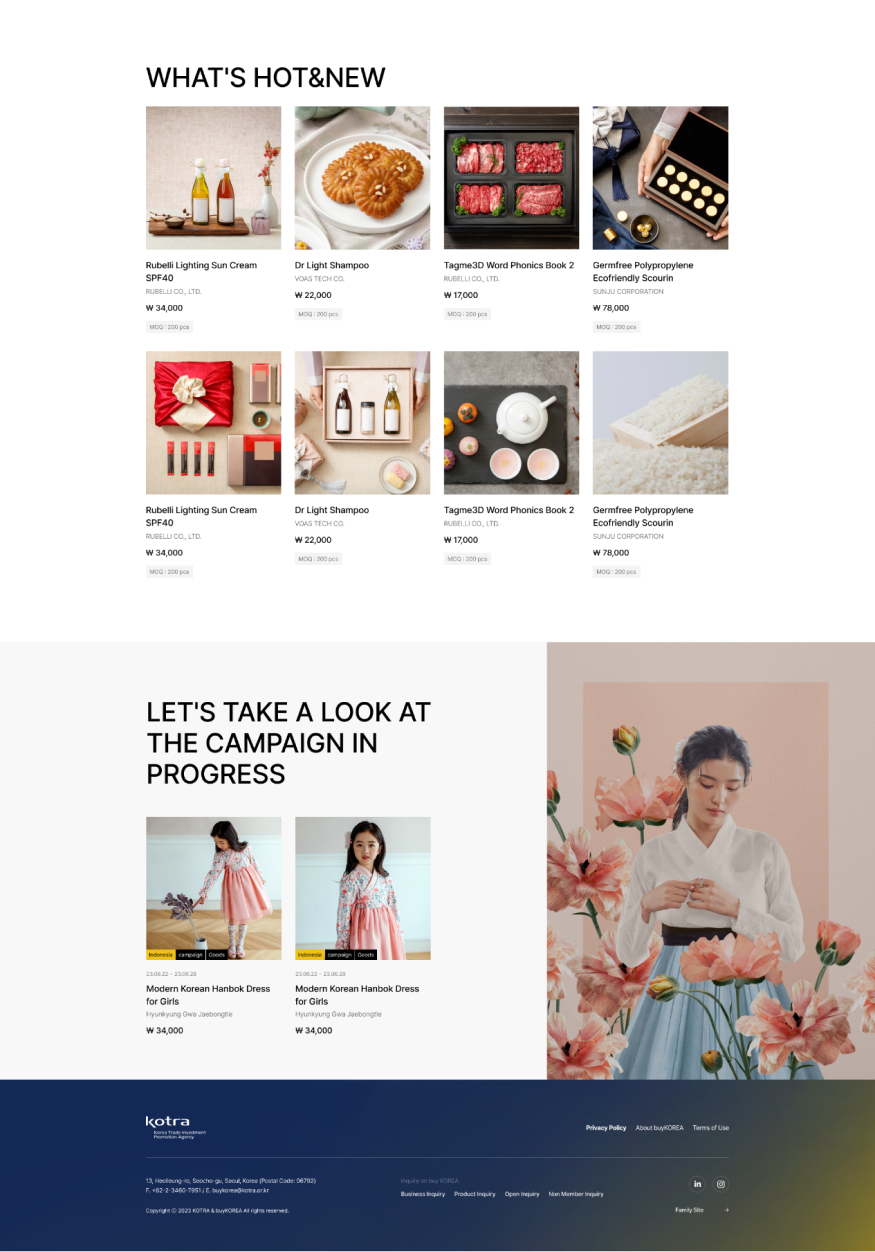 WHAT'S HOT&NEW
Rubelli Lighting Sun Cream
SPF40
RUBELLI CO., LTD.
₩ 34,000
MOQ : 200 pcs
Dr Light Shampoo
VOAS TECH CO.
₩ 22,000
MOQ : 200 pcs
Tagme3D Word Phonics Book 2
RUBELLI CO., LTD.
₩ 17,000
MOQ : 200 pcs
Germfree Polypropylene
Ecofriendly Scourin
SUNJU CORPORATION
₩ 78,000
MOQ : 200 pcs
Rubelli Lighting Sun Cream
SPF40
RUBELLI CO., LTD.
₩ 34,000
MOQ : 200 pcs
Dr Light Shampoo
VOAS TECH CO.
₩ 22,000
MOQ : 200 pcs
Tagme3D Word Phonics Book 2
RUBELLI CO., LTD.
₩ 17,000
MOQ : 200 pcs
Germfree Polypropylene
Ecofriendly Scourin
SUNJU CORPORATION
₩ 78,000
MOQ : 200 pcs
LET'S TAKE A LOOK AT
THE CAMPAIGN IN
PROGRESS
Indonesia campaign Goods
23.06.22 ~ 23.06.28
Modern Korean Hanbok Dress
for Girls
Hyunkyung Gwa Jaebongtle
₩ 34,000
Indonesia campaign Goods
23.06.22 ~ 23.06.28
Modern Korean Hanbok Dress
for Girls
Hyunkyung Gwa Jaebongtle
₩ 34,000
kotra
Korea Trade-Investment
Promotion Agency
Privacy Policy About buyKOREA Terms of Use
13, Heolleung-ro, Seocho-gu, Seoul, Korea (Postal Code: 06792)
F. +82-2-3460-7951 / E. buykorea@kotra.or.kr
Copyright ⓒ 2023 KOTRA & buyKOREA All rights reserved.
Inquire on buy KOREA
Business Inquiry Product Inquiry Open Inquiry Non Member Inquiry
in
Family Site →